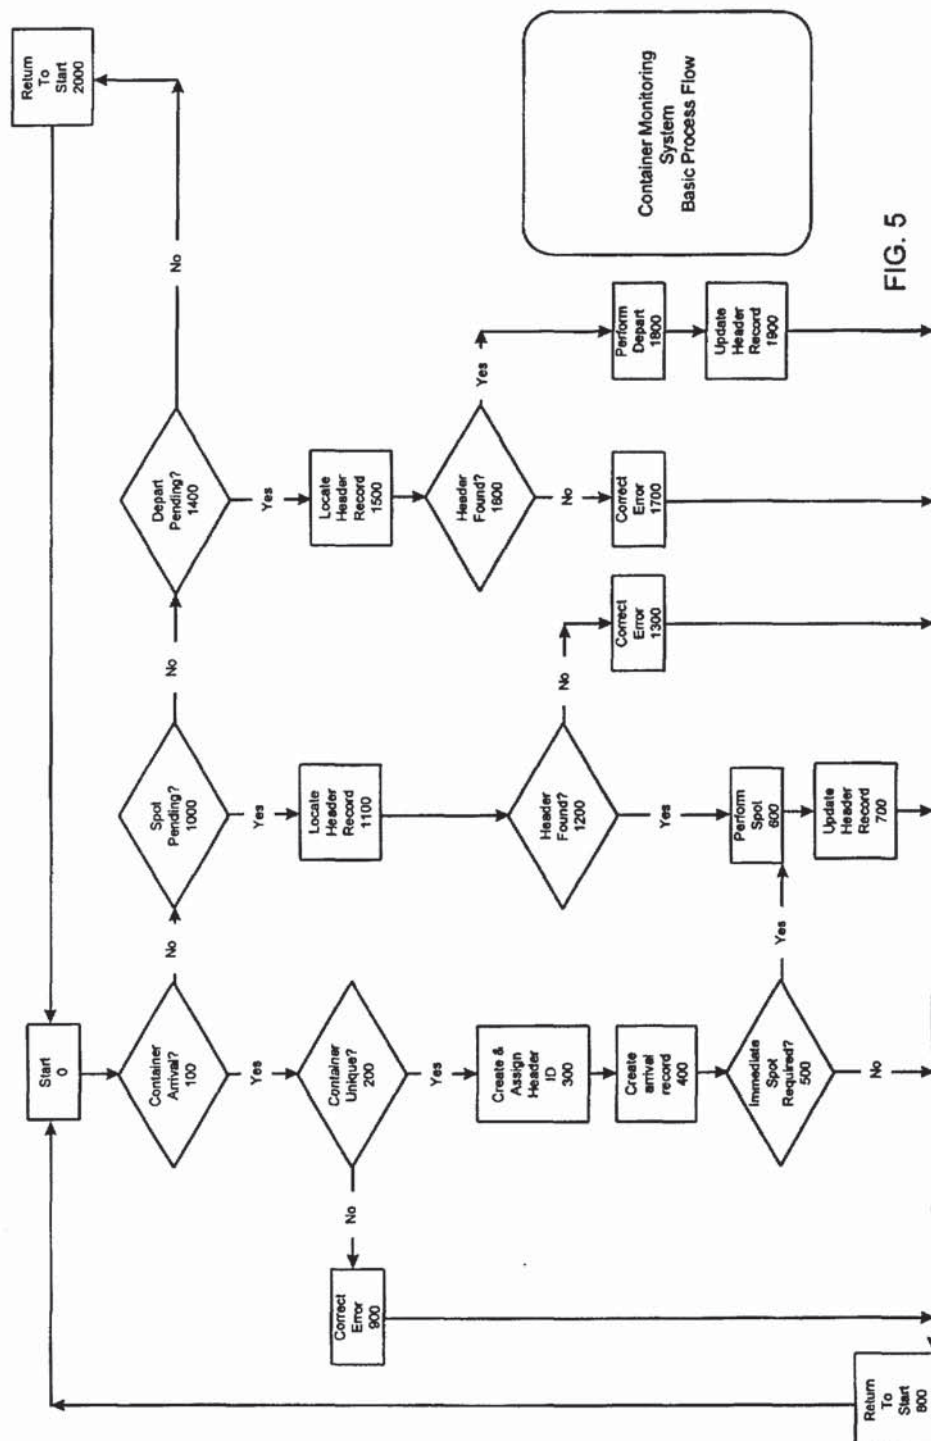 Start
0
Return
To
Start
2000
Container
Arrival?
100
No
Spot
Pending?
1000
No
Depart
Pending?
1400
No
Yes
Yes
Yes
Container
Unique?
200
Locate
Header
Record
1100
Locate
Header
Record
1500
No
Correct
Error
900
Yes
Create &
Assign
Header
ID
300
Header
Found?
1200
No
Correct
Error
1300
Header
Found?
1600
Yes
No
Correct
Error
1700
Perform
Depart
1800
Update
Header
Record
1900
Create
arrival
record
400
Yes
Immediate
Spot
Required?
500
Yes
Perform
Spot
600
Update
Header
Record
700
No
Return
To
Start
800
Container Monitoring
System
Basic Process Flow
FIG. 5